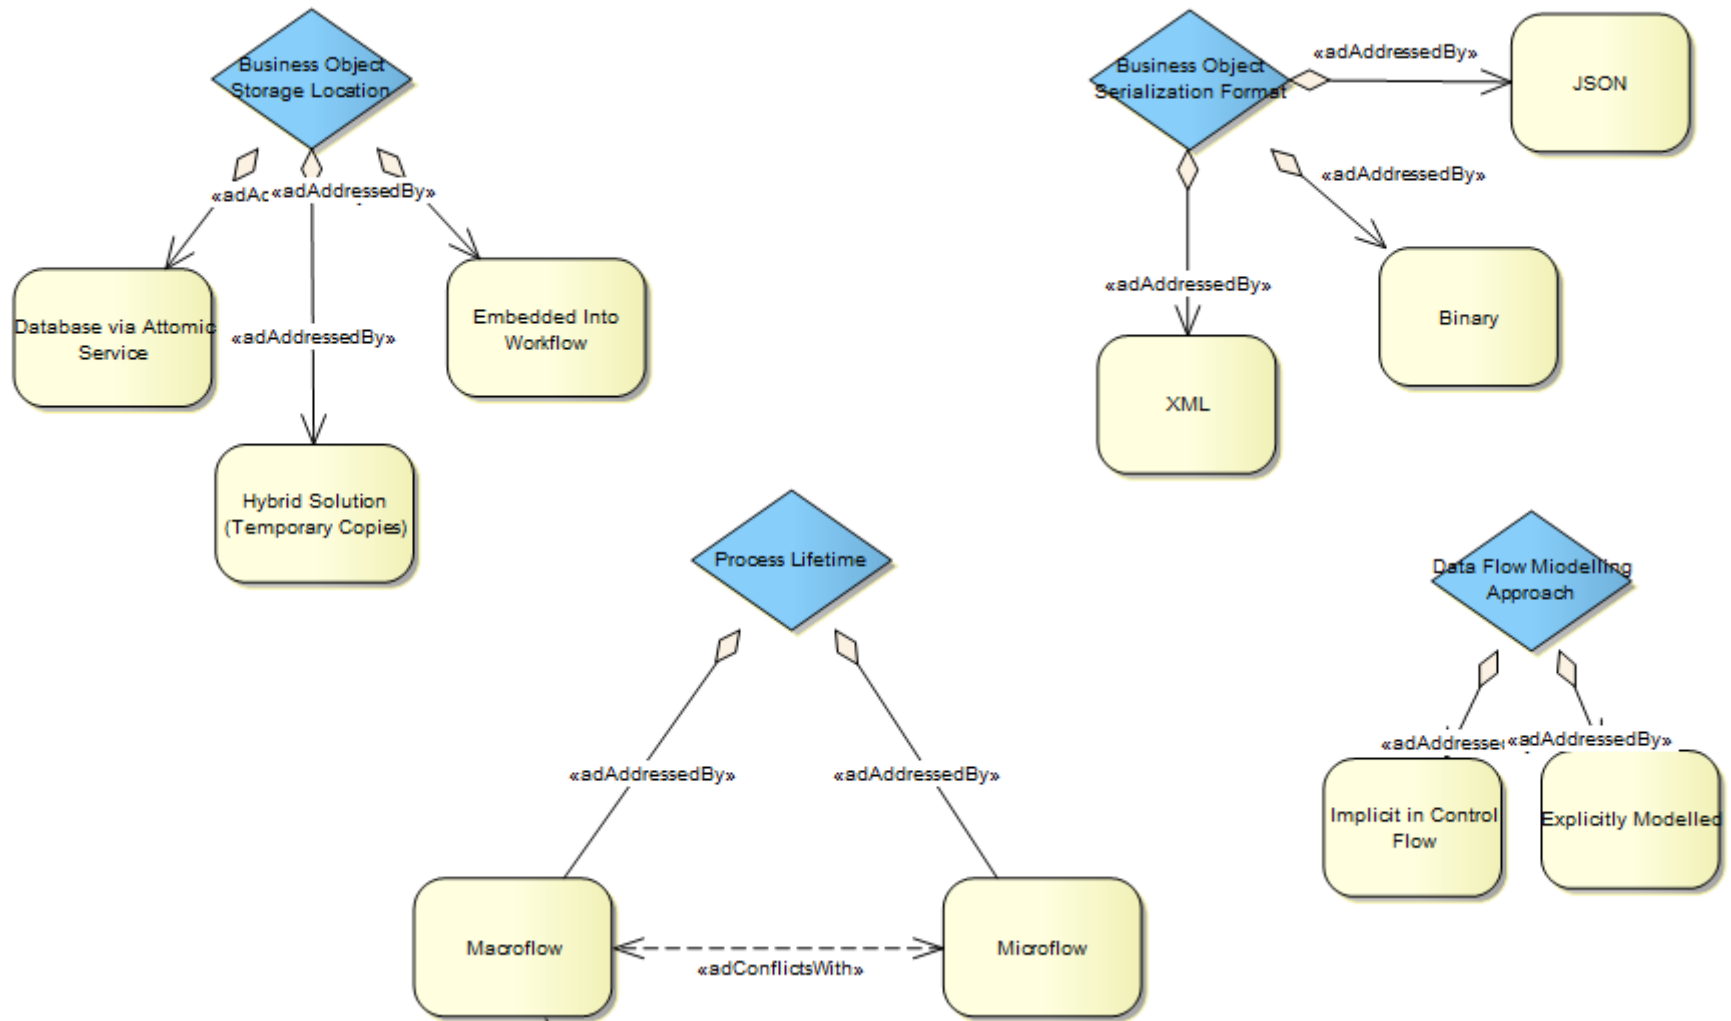 Business Object
Storage Location
«adAc
«adAddressedBy»
«adAddressedBy»
Database via Attomic
Service
Embedded Into
Workflow
Hybrid Solution
(Temporary Copies)
Business Object
Serialization Format
«adAddressedBy»
JSON
«adAddressedBy»
«adAddressedBy»
Binary
XML
Process Lifetime
«adAddressedBy»
«adAddressedBy»
Macroflow
Microflow
«adConflictsWith»
Data Flow Miodelling
Approach
«adAddresse
«adAddressedBy»
Implicit in Control
Flow
Explicitly Modelled